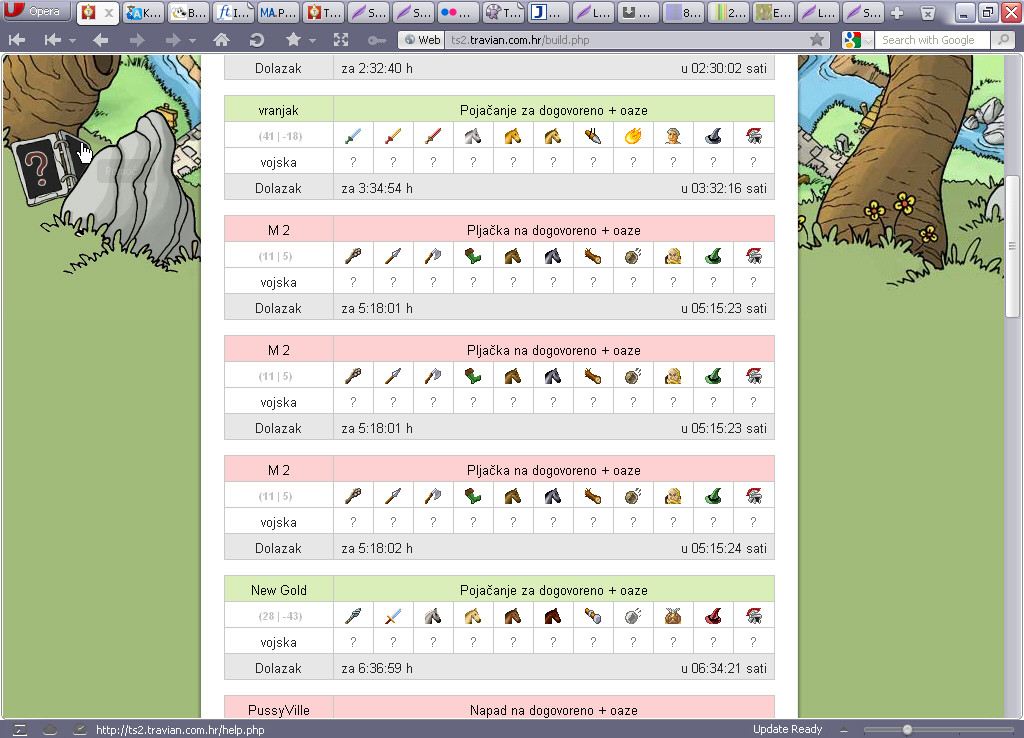 Opera
K...
B...
I...
P...
T...
S...
S...
T...
J...
L...
8...
2...
E...
L...
S...
Web
ts2.travian.com.hr/build.php
Search with Google
Dolazak za 2:32:40 h u 02:30:02 sati
vranjak Pojačanje za dogovoreno + oaze
(41 | -18)
vojska ? ? ? ? ? ? ? ? ? ? ?
Dolazak za 3:34:54 h u 03:32:16 sati
M 2 Pljačka na dogovoreno + oaze
(11 | 5)
vojska ? ? ? ? ? ? ? ? ? ? ?
Dolazak za 5:18:01 h u 05:15:23 sati
M 2 Pljačka na dogovoreno + oaze
(11 | 5)
vojska ? ? ? ? ? ? ? ? ? ? ?
Dolazak za 5:18:01 h u 05:15:23 sati
M 2 Pljačka na dogovoreno + oaze
(11 | 5)
vojska ? ? ? ? ? ? ? ? ? ? ?
Dolazak za 5:18:02 h u 05:15:24 sati
New Gold Pojačanje za dogovoreno + oaze
(28 | -43)
vojska ? ? ? ? ? ? ? ? ? ? ?
Dolazak za 6:36:59 h u 06:34:21 sati
PussyVille Napad na dogovoreno + oaze
http://ts2.travian.com.hr/help.php
Update Ready